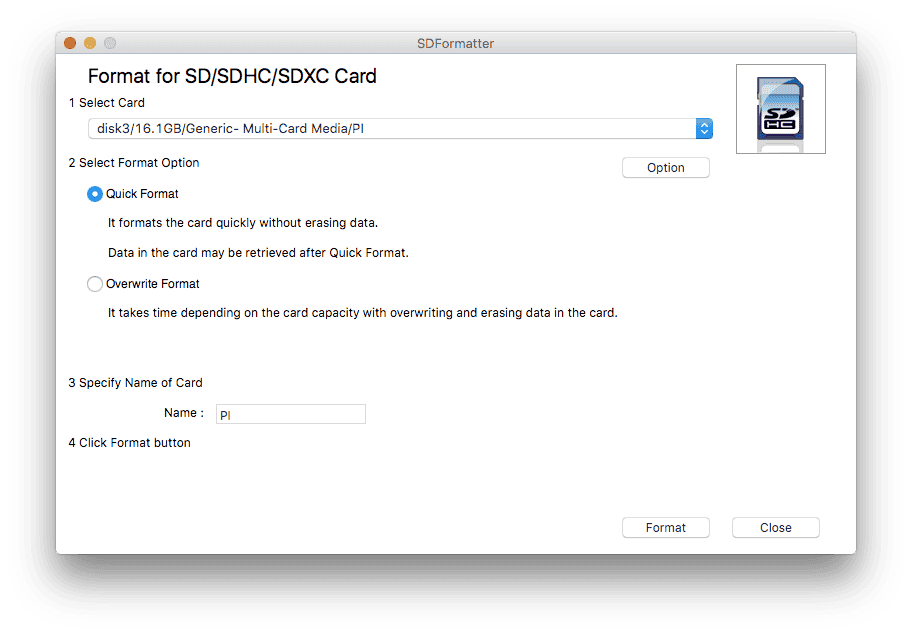 SDFormatter
Format for SD/SDHC/SDXC Card
1 Select Card
disk3/16.1GB/Generic- Multi-Card Media/PI
2 Select Format Option
Option
Quick Format
It formats the card quickly without erasing data.
Data in the card may be retrieved after Quick Format.
Overwrite Format
It takes time depending on the card capacity with overwriting and erasing data in the card.
3 Specify Name of Card
Name :
PI
4 Click Format button
Format
Close
SD
HC